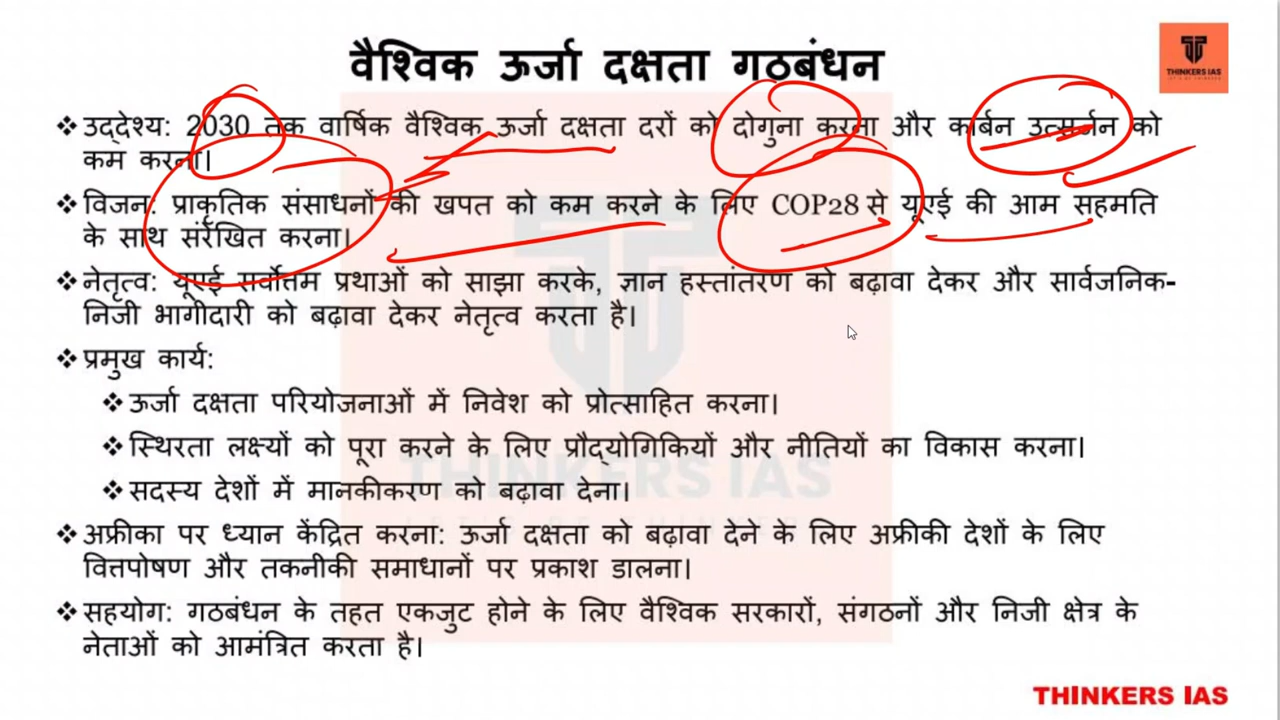 वैश्विक ऊर्जा दक्षता गठबंधन
THINKERS IAS
❖ उद्देश्य: 2030 तक वार्षिक वैश्विक ऊर्जा दक्षता दरों को दोगुना करना और कार्बन उत्सर्जन को
कम करना।
❖ विजन: प्राकृतिक संसाधनों की खपत को कम करने के लिए COP28 से यूएई की आम सहमति
के साथ संरेखित करना।
❖ नेतृत्व: यूएई सर्वोत्तम प्रथाओं को साझा करके, ज्ञान हस्तांतरण को बढ़ावा देकर और सार्वजनिक-
निजी भागीदारी को बढ़ावा देकर नेतृत्व करता है।
❖ प्रमुख कार्य:
❖ ऊर्जा दक्षता परियोजनाओं में निवेश को प्रोत्साहित करना।
❖ स्थिरता लक्ष्यों को पूरा करने के लिए प्रौद्योगिकियों और नीतियों का विकास करना।
❖ सदस्य देशों में मानकीकरण को बढ़ावा देना।
THINKERS IAS
❖ अफ्रीका पर ध्यान केंद्रित करना: ऊर्जा दक्षता को बढ़ावा देने के लिए अफ्रीकी देशों के लिए
वित्तपोषण और तकनीकी समाधानों पर प्रकाश डालना।
❖ सहयोग: गठबंधन के तहत एकजुट होने के लिए वैश्विक सरकारों, संगठनों और निजी क्षेत्र के
नेताओं को आमंत्रित करता है।
THINKERS IAS